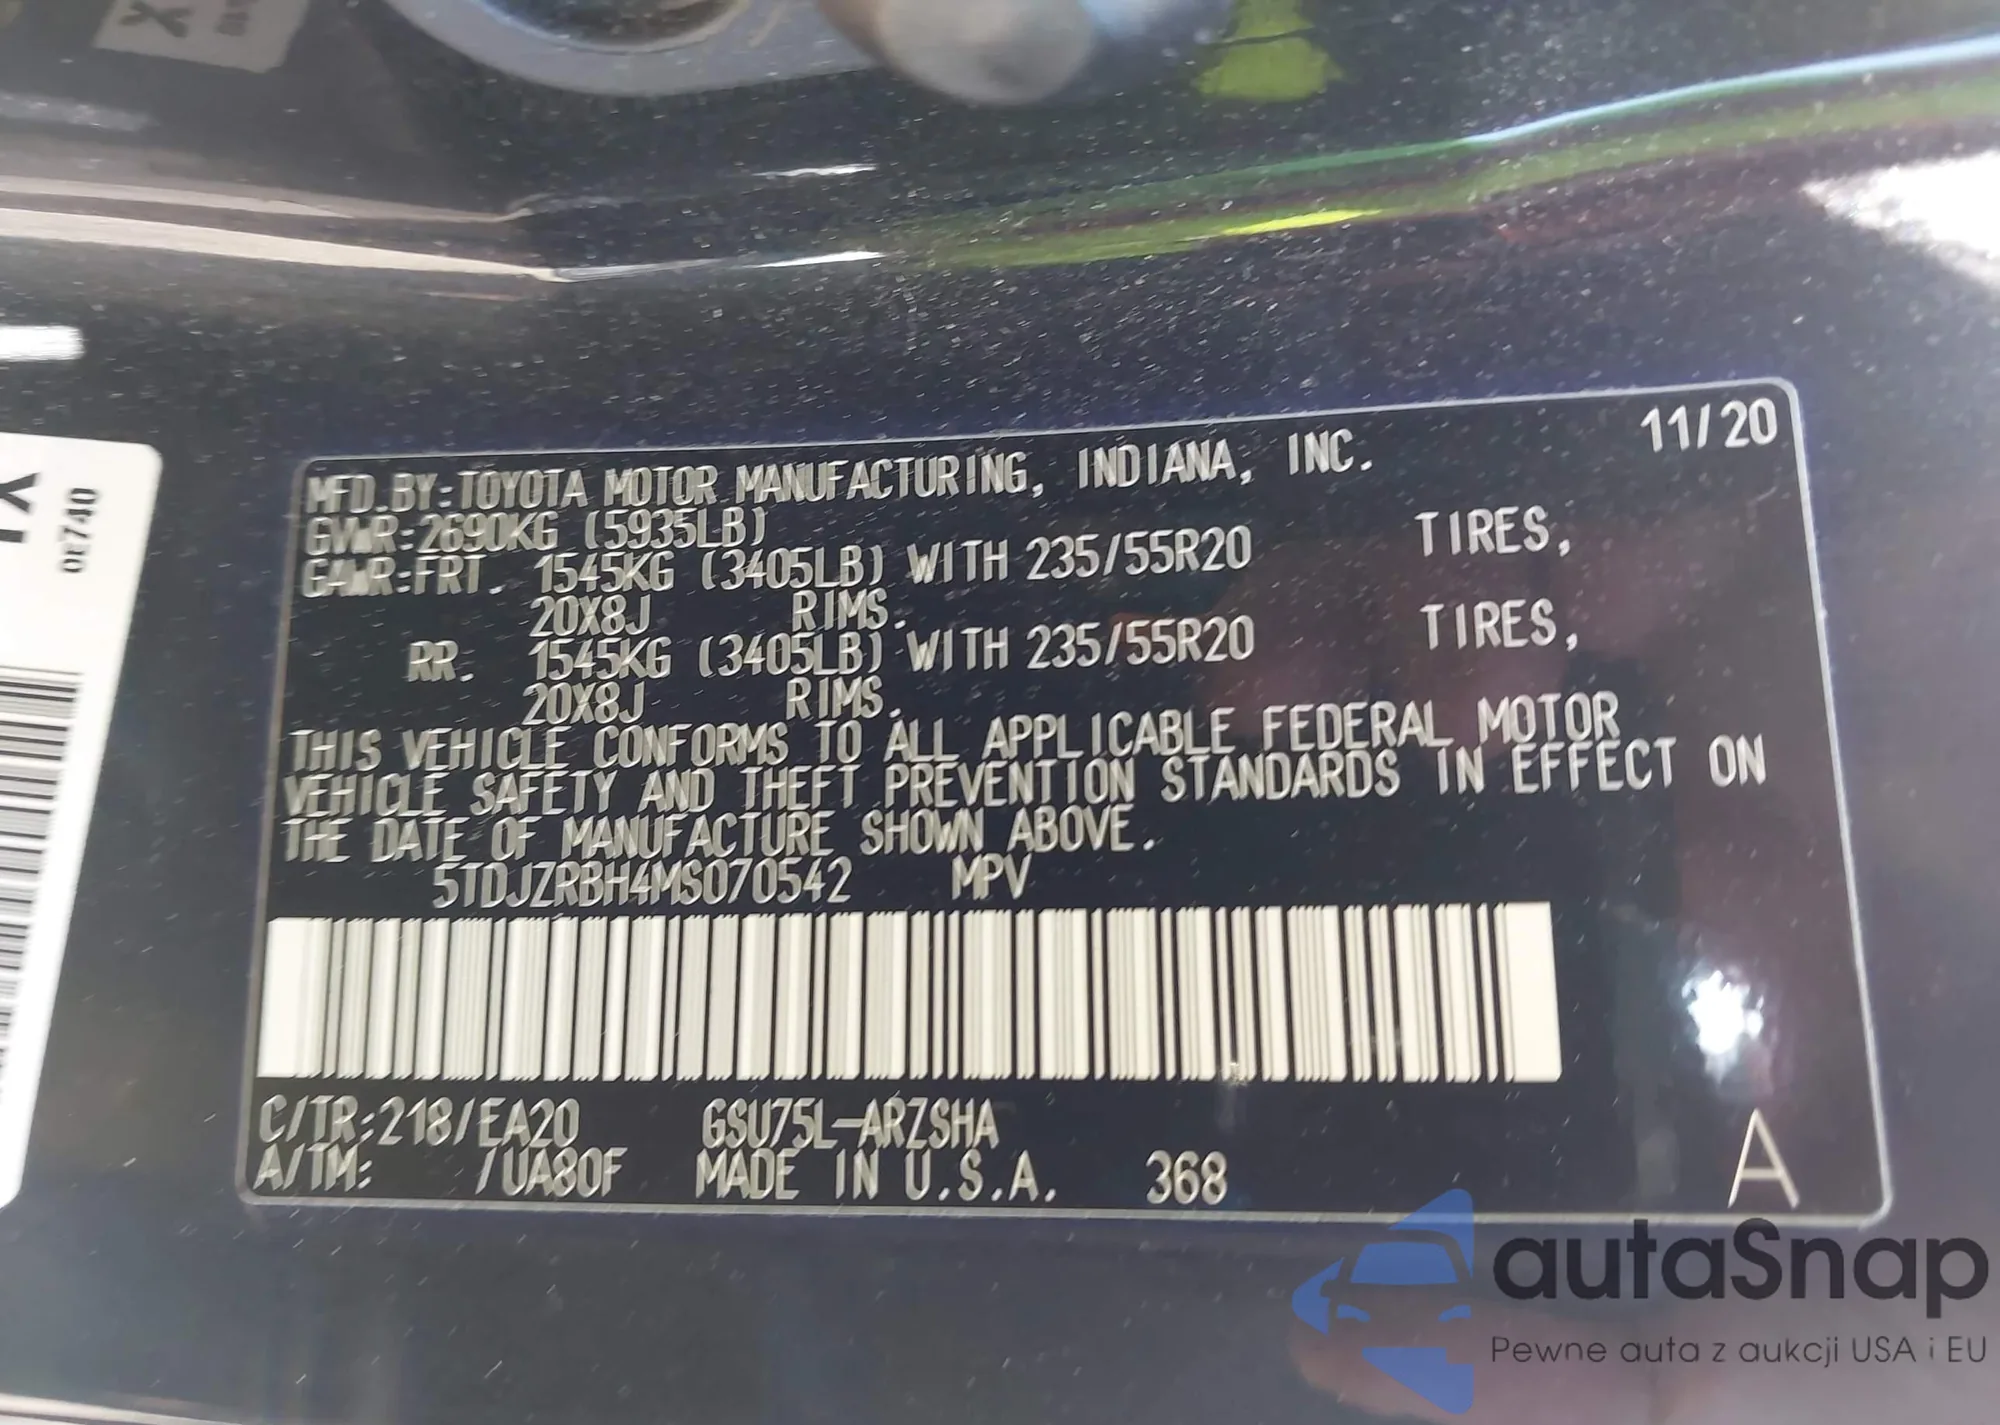 11/20
MFD.BY:TOYOTA MOTOR MANUFACTURING, INDIANA, INC.
GVWR:2690KG (5935LB)
GAWR:FRT. 1545KG (3405LB) WITH 235/55R20 TIRES,
20X8J RIMS.
RR. 1545KG (3405LB) WITH 235/55R20 TIRES,
20X8J RIMS.
THIS VEHICLE CONFORMS TO ALL APPLICABLE FEDERAL MOTOR
VEHICLE SAFETY AND THEFT PREVENTION STANDARDS IN EFFECT ON
THE DATE OF MANUFACTURE SHOWN ABOVE.
5TDJZRBH4MS070542 MPV
C/TR:218/EA20 GSU75L-ARZSHA
A/TM: /UA80F MADE IN U.S.A. 368
A
0E740
autaSnap
Pewne auta z aukcji USA i EU